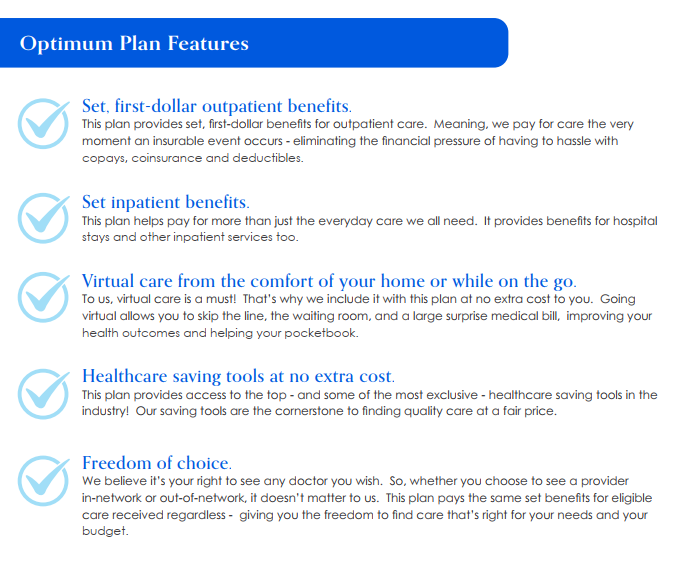 Optimum Plan Features
Set, first-dollar outpatient benefits.
This plan provides set, first-dollar benefits for outpatient care.  Meaning, we pay for care the very
moment an insurable event occurs - eliminating the financial pressure of having to hassle with
copays, coinsurance and deductibles.
Set inpatient benefits.
This plan helps pay for more than just the everyday care we all need.  It provides benefits for hospital
stays and other inpatient services too.
Virtual care from the comfort of your home or while on the go.
To us, virtual care is a must!  That's why we include it with this plan at no extra cost to you.  Going
virtual allows you to skip the line, the waiting room, and a large surprise medical bill,  improving your
health outcomes and helping your pocketbook.
Healthcare saving tools at no extra cost.
This plan provides access to the top - and some of the most exclusive - healthcare saving tools in the
industry!  Our saving tools are the cornerstone to finding quality care at a fair price.
Freedom of choice.
We believe it's your right to see any doctor you wish.  So, whether you choose to see a provider
in-network or out-of-network, it doesn't matter to us.  This plan pays the same set benefits for eligible
care received regardless -  giving you the freedom to find care that's right for your needs and your
budget.